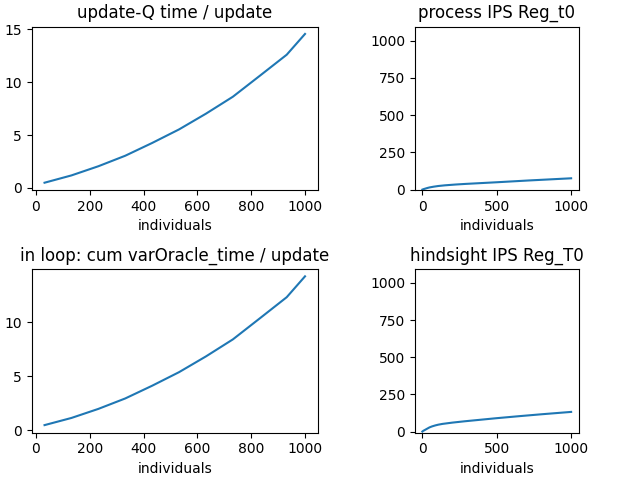 update-Q time / update
15
10
5
0
0 200 400 600 800 1000
individuals
process IPS Reg_t0
1000
750
500
250
0
0 500 1000
individuals
in loop: cum varOracle_time / update
10
5
0
0 200 400 600 800 1000
individuals
hindsight IPS Reg_T0
1000
750
500
250
0
0 500 1000
individuals